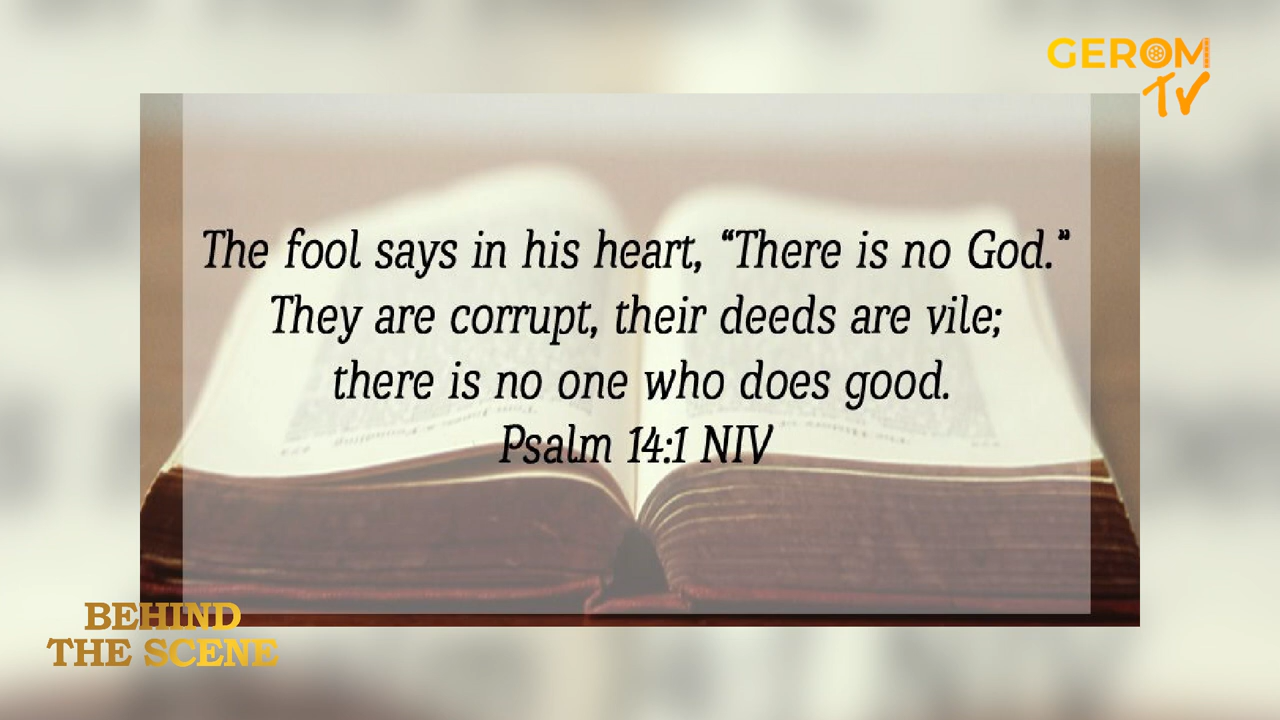 GEROM
TV
The fool says in his heart, “There is no God.”
They are corrupt, their deeds are vile;
there is no one who does good.
Psalm 14:1 NIV
BEHIND
THE SCENE